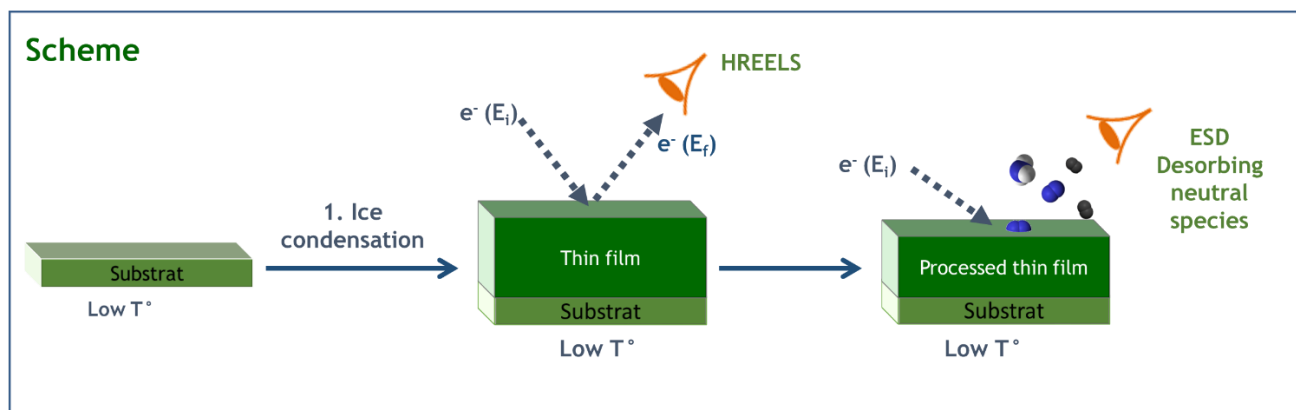 Scheme
HREELS
e⁻ (Eᵢ)
e⁻ (E_f)
1. Ice
condensation
Substrat
Low T°
Thin film
Substrat
Low T°
e⁻ (Eᵢ)
ESD
Desorbing
neutral
species
Processed thin film
Substrat
Low T°